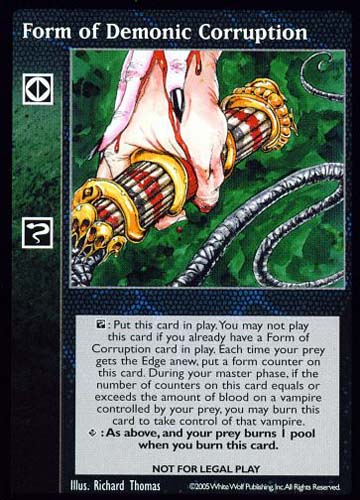 Form of Demonic Corruption
: Put this card in play. You may not play
this card if you already have a Form of
Corruption card in play. Each time your prey
gets the Edge anew, put a form counter on
this card. During your master phase, if the
number of counters on this card equals or
exceeds the amount of blood on a vampire
controlled by your prey, you may burn this
card to take control of that vampire.
: As above, and your prey burns 1 pool
when you burn this card.
NOT FOR LEGAL PLAY
Illus. Richard Thomas
©2005 White Wolf Publishing, Inc. All Rights Reserved.